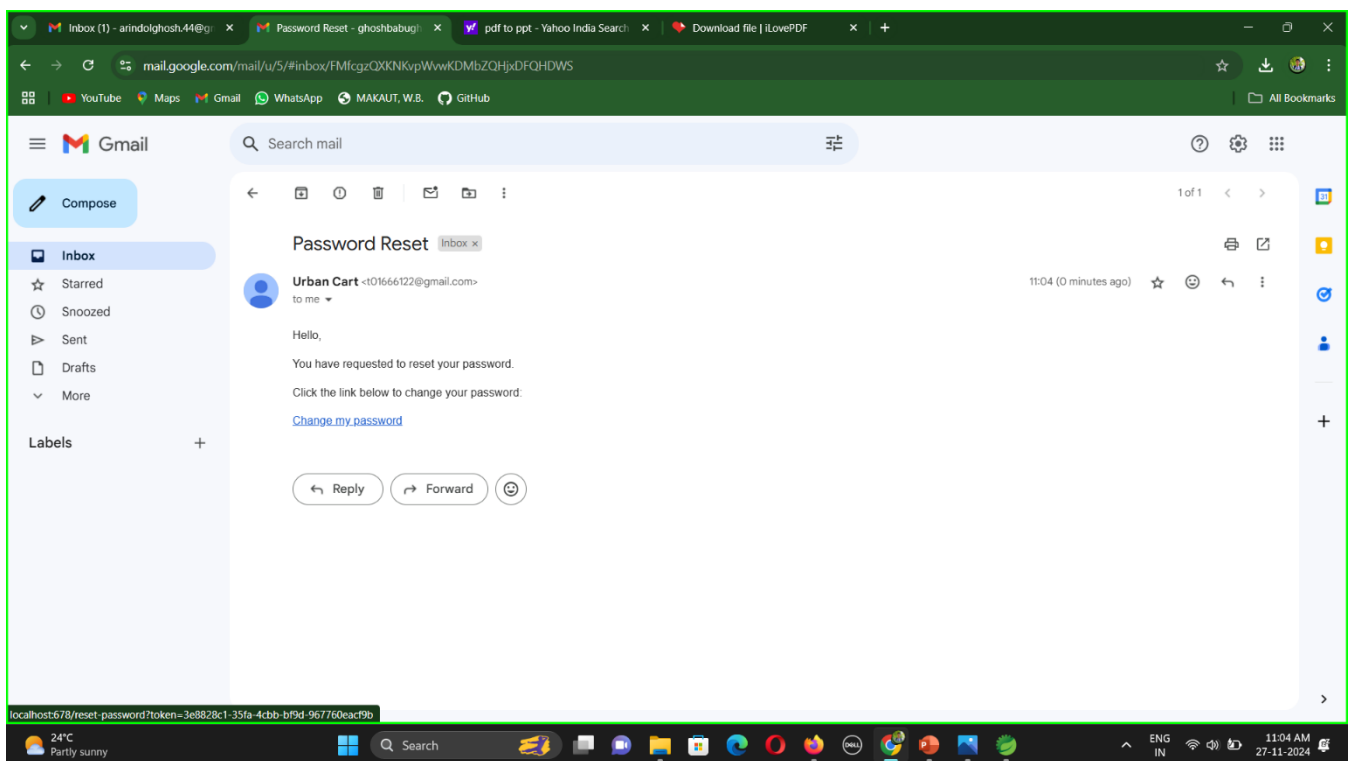 Inbox (1) - arindolghosh.44@gr
Password Reset - ghoshbabugh
pdf to ppt - Yahoo India Search
Download file | iLovePDF
mail.google.com/mail/u/5/#inbox/FMfcgzQXKNKvpWvwKDMbZQHjxDFQHDWS
YouTube Maps Gmail WhatsApp MAKAUT, W.B. GitHub All Bookmarks
Gmail
Search mail
Compose
1 of 1
Inbox
Starred
Snoozed
Sent
Drafts
More
Labels
Password Reset Inbox x
Urban Cart <t01666122@gmail.com> 11:04 (0 minutes ago)
to me
Hello,
You have requested to reset your password.
Click the link below to change your password:
Change my password
Reply Forward
localhost:678/reset-password?token=3e8828c1-35fa-4cbb-bf9d-967760eacf9b
24°C
Partly sunny
Search
DELL
ENG
IN
11:04 AM
27-11-2024